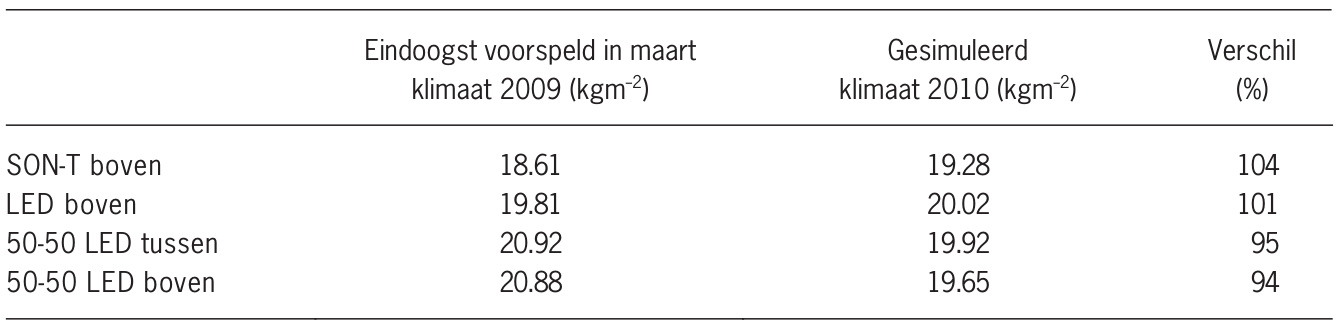 Eindoogst voorspeld in maart Gesimuleerd Verschil
klimaat 2009 (kgm⁻²) klimaat 2010 (kgm⁻²) (%)
SON-T boven 18.61 19.28 104
LED boven 19.81 20.02 101
50-50 LED tussen 20.92 19.92 95
50-50 LED boven 20.88 19.65 94